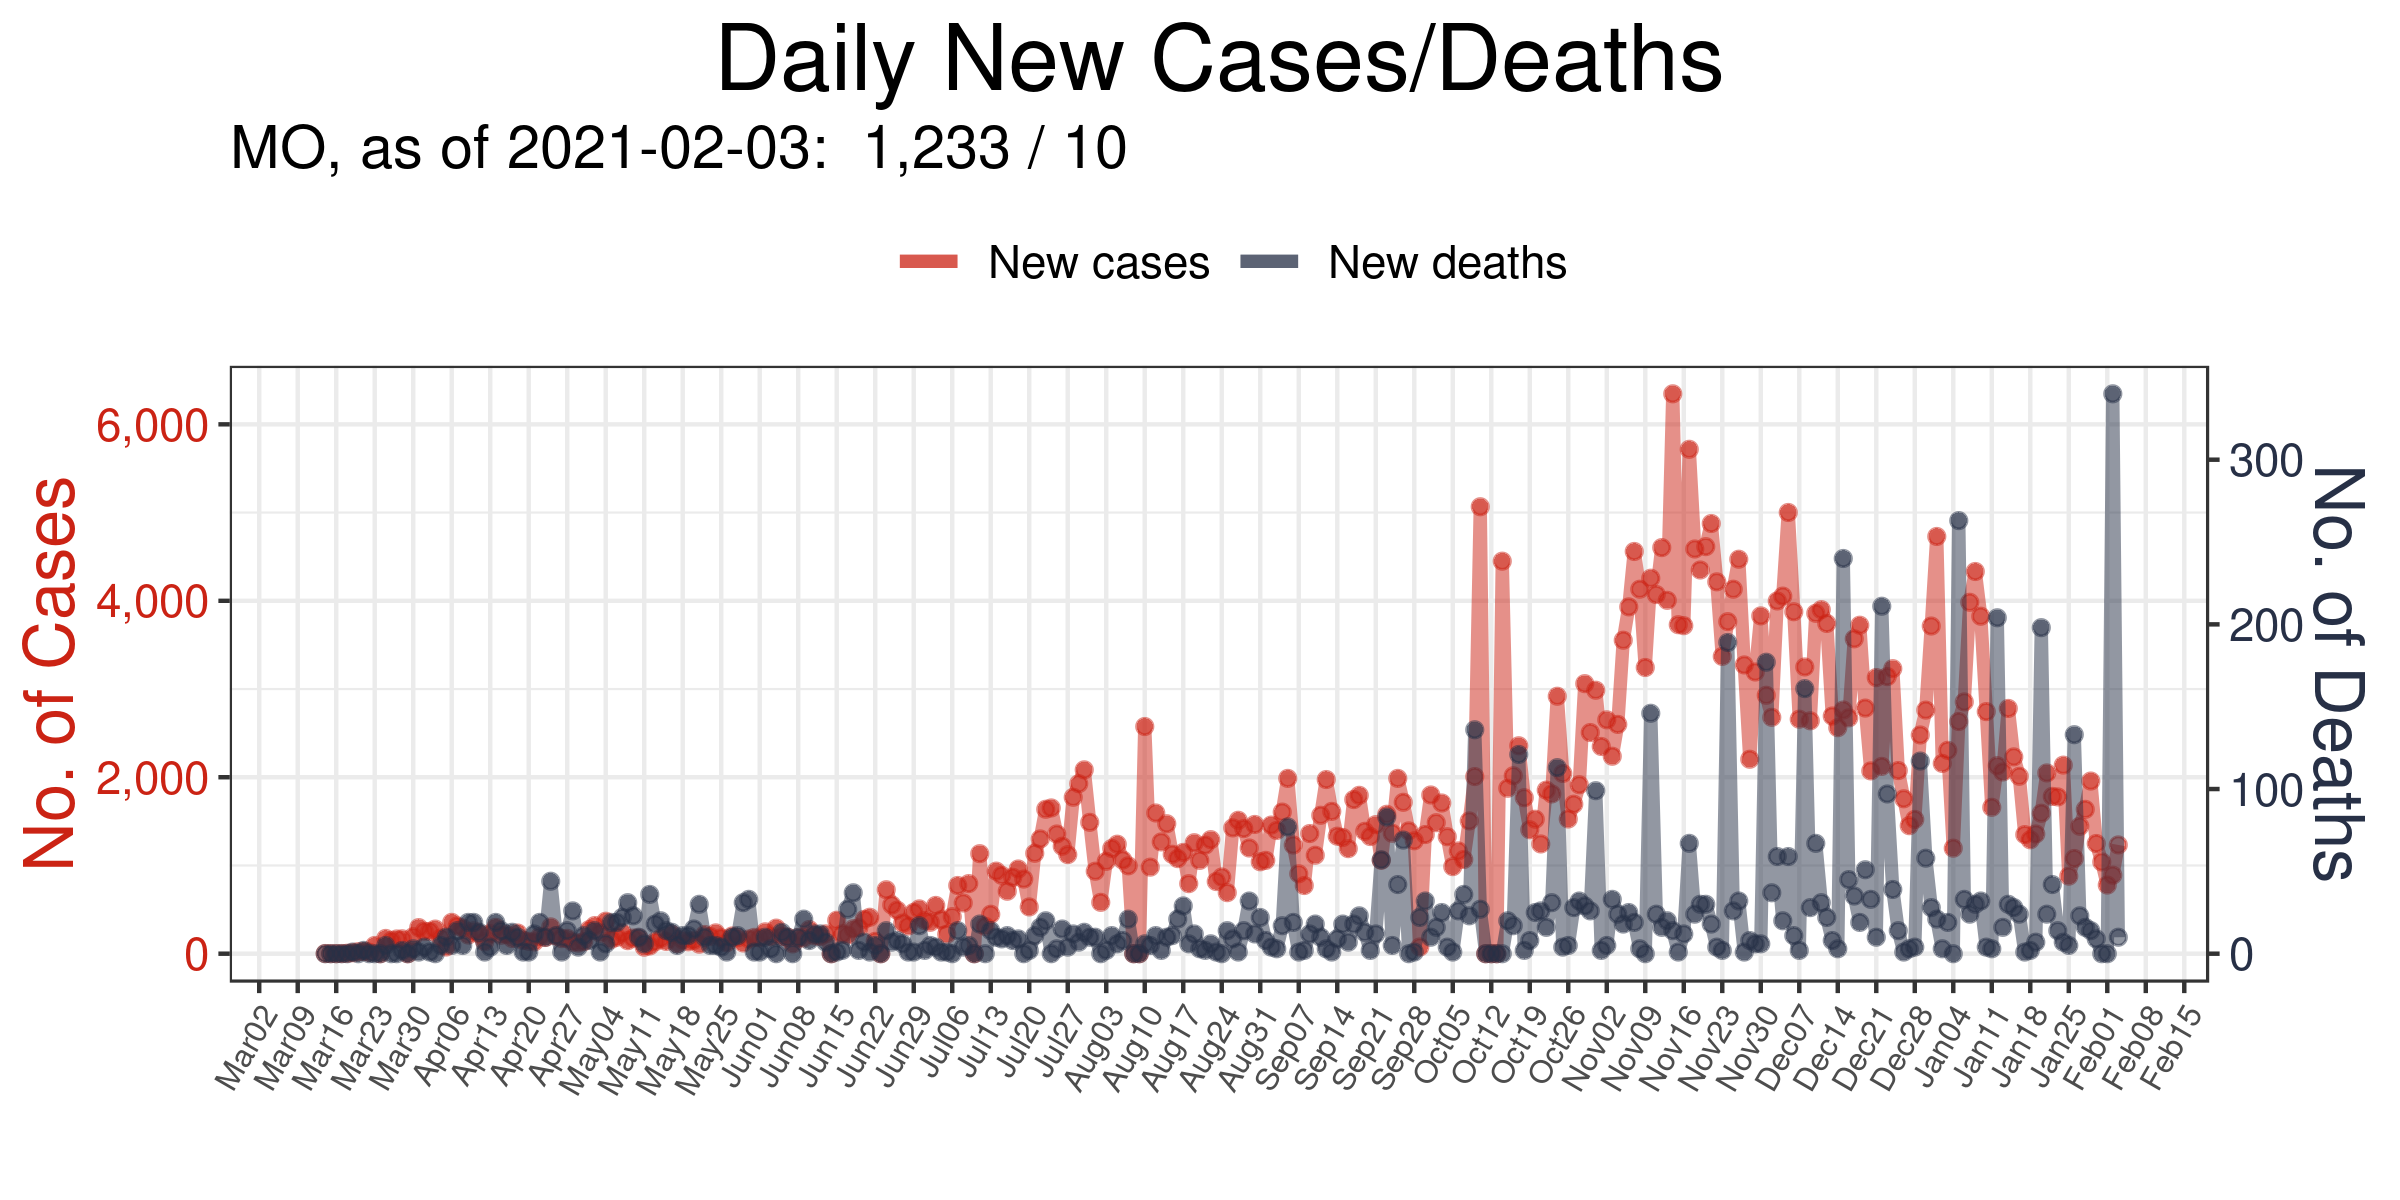 Daily New Cases/Deaths
MO, as of 2021-02-03: 1,233 / 10
New cases
New deaths
No. of Cases
6,000
4,000
2,000
0
300
200
100
0
No. of Deaths
Mar02
Mar09
Mar16
Mar23
Mar30
Apr06
Apr13
Apr20
Apr27
May04
May11
May18
May25
Jun01
Jun08
Jun15
Jun22
Jun29
Jul06
Jul13
Jul20
Jul27
Aug03
Aug10
Aug17
Aug24
Aug31
Sep07
Sep14
Sep21
Sep28
Oct05
Oct12
Oct19
Oct26
Nov02
Nov09
Nov16
Nov23
Nov30
Dec07
Dec14
Dec21
Dec28
Jan04
Jan11
Jan18
Jan25
Feb01
Feb08
Feb15